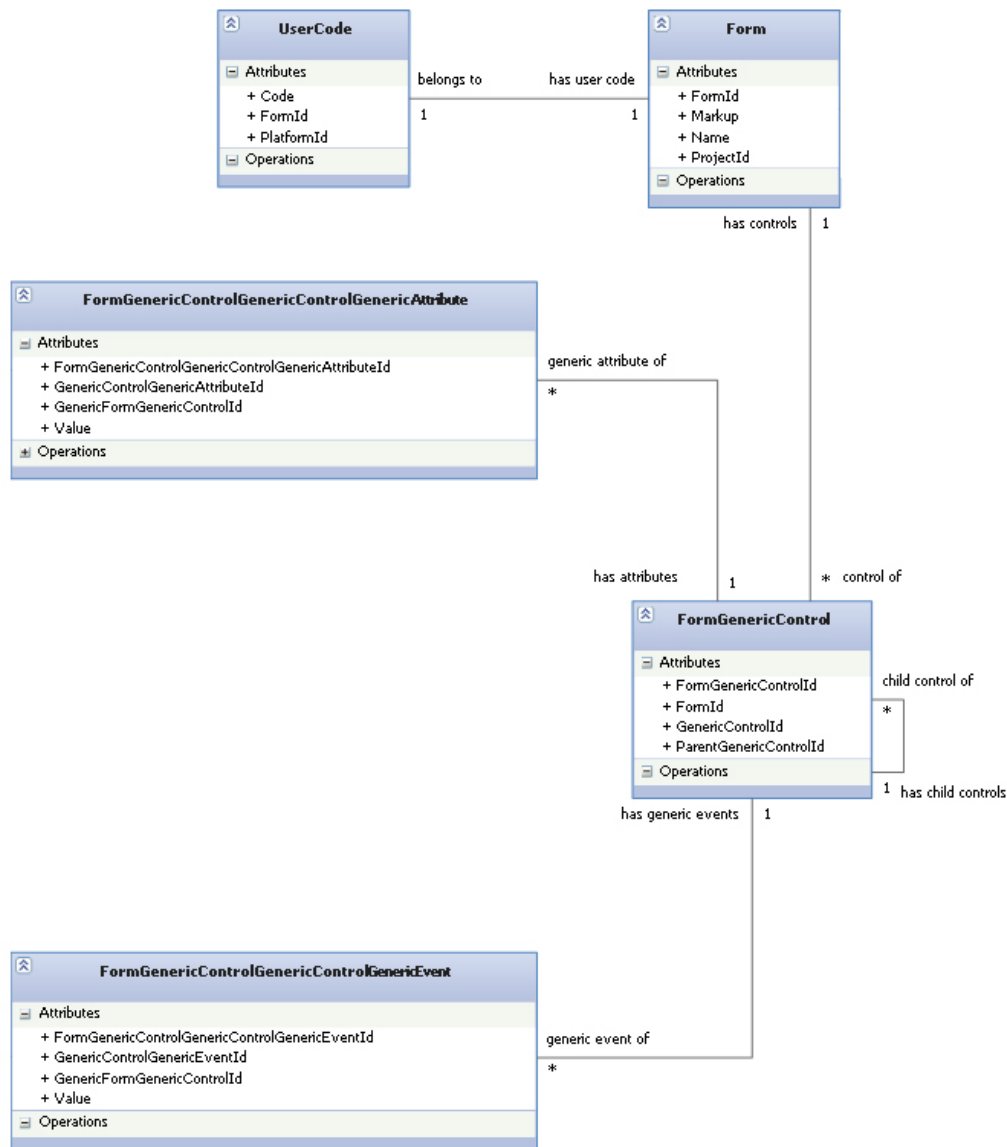 UserCode
Attributes
+ Code
+ FormId
+ PlatformId
Operations
belongs to
has user code
1
1
Form
Attributes
+ FormId
+ Markup
+ Name
+ ProjectId
Operations
has controls
1
FormGenericControlGenericControlGenericAttribute
Attributes
+ FormGenericControlGenericControlGenericAttributeId
+ GenericControlGenericAttributeId
+ GenericFormGenericControlId
+ Value
Operations
generic attribute of
*
has attributes
1
* control of
FormGenericControl
Attributes
+ FormGenericControlId
+ FormId
+ GenericControlId
+ ParentGenericControlId
Operations
child control of
*
1
has child controls
has generic events
1
FormGenericControlGenericControlGenericEvent
Attributes
+ FormGenericControlGenericControlGenericEventId
+ GenericControlGenericEventId
+ GenericFormGenericControlId
+ Value
Operations
generic event of
*